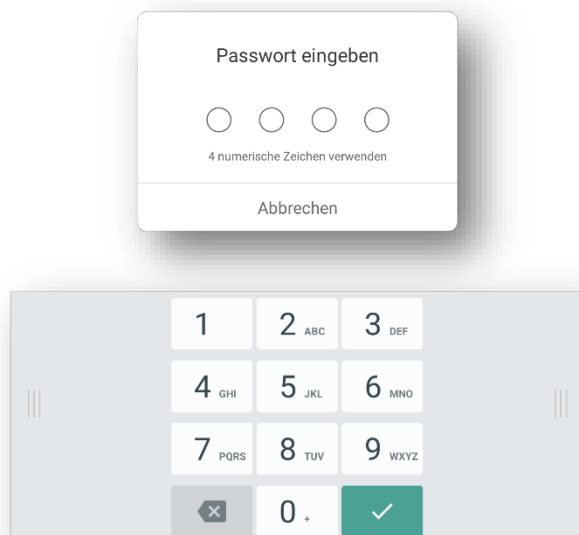 Passwort eingeben
4 numerische Zeichen verwenden
Abbrechen
1 2 ABC 3 DEF
4 GHI 5 JKL 6 MNO
7 PQRS 8 TUV 9 WXYZ
0 +